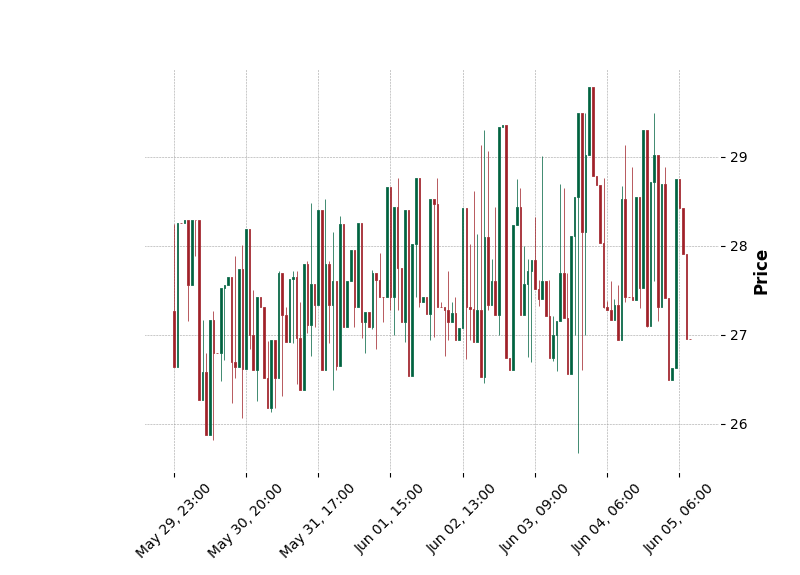 29
28
27
26
Price
May 29, 23:00
May 30, 20:00
May 31, 17:00
Jun 01, 15:00
Jun 02, 13:00
Jun 03, 09:00
Jun 04, 06:00
Jun 05, 06:00